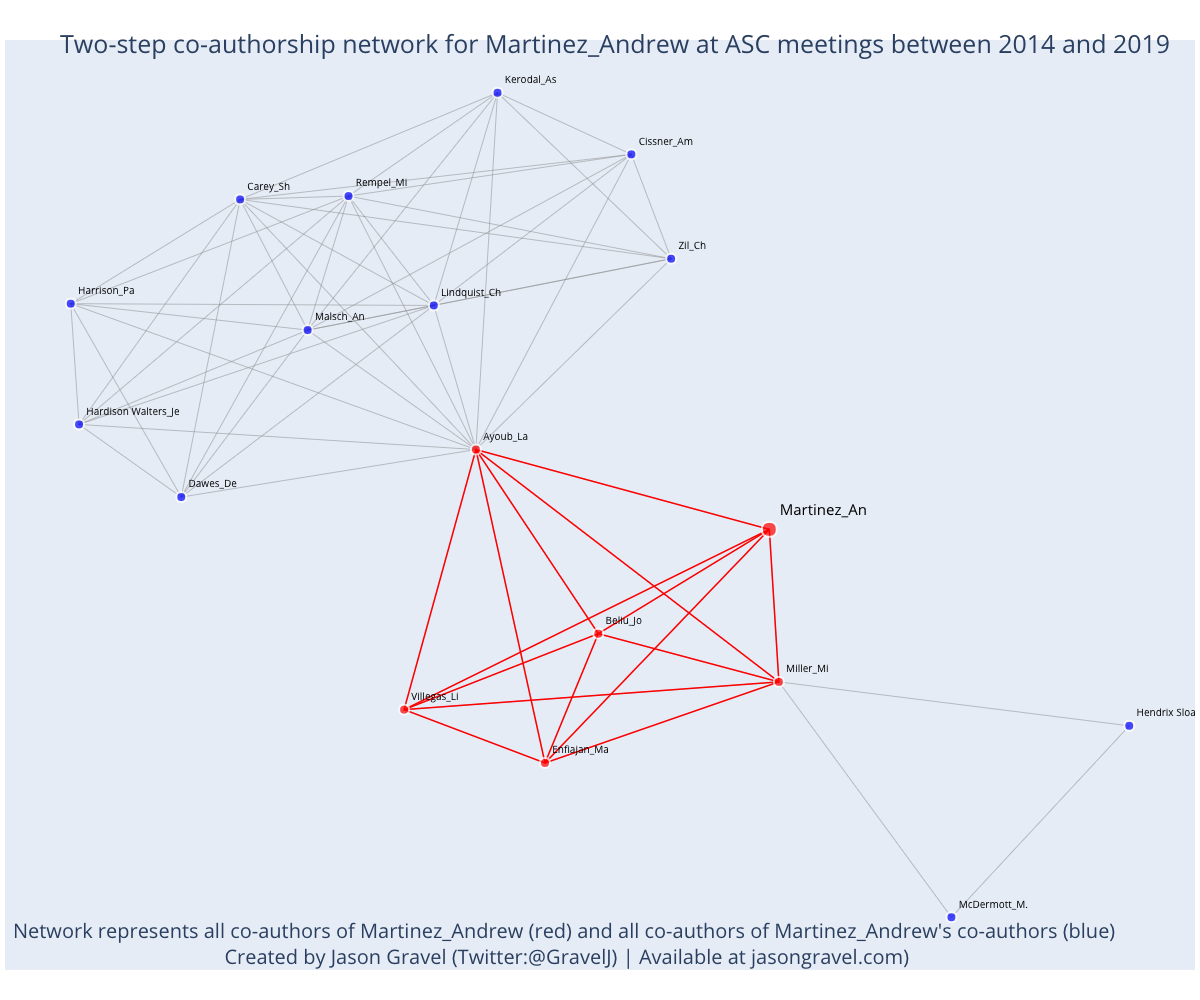 Two-step co-authorship network for Martinez_Andrew at ASC meetings between 2014 and 2019
Kerodal_As
Cissner_Am
Carey_Sh
Rempel_Mi
Zil_Ch
Harrison_Pa
Lindquist_Ch
Malsch_An
Hardison Walters_Je
Ayoub_La
Dawes_De
Martinez_An
Bellu_Jo
Miller_Mi
Villegas_Li
Hendrix Sloa
Enfiajan_Ma
McDermott_M.
Network represents all co-authors of Martinez_Andrew (red) and all co-authors of Martinez_Andrew's co-authors (blue)
Created by Jason Gravel (Twitter:@GravelJ) | Available at jasongravel.com)